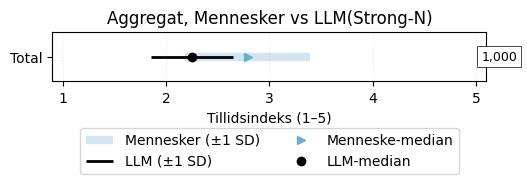 Aggregat, Mennesker vs LLM(Strong-N)
Total
1,000
1 2 3 4 5
Tillidsindeks (1–5)
Mennesker (±1 SD)
LLM (±1 SD)
Menneske-median
LLM-median